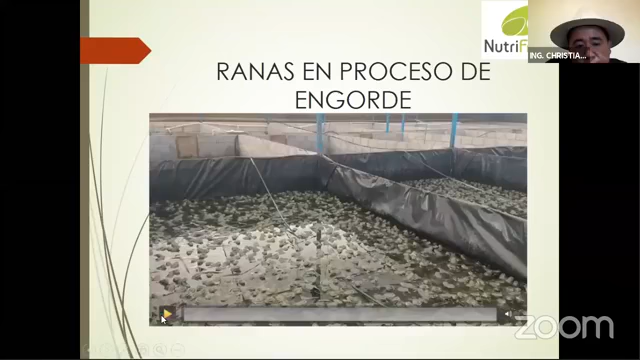 NutriF
ING. CHRISTIA...
RANAS EN PROCESO DE
ENGORDE
zoom